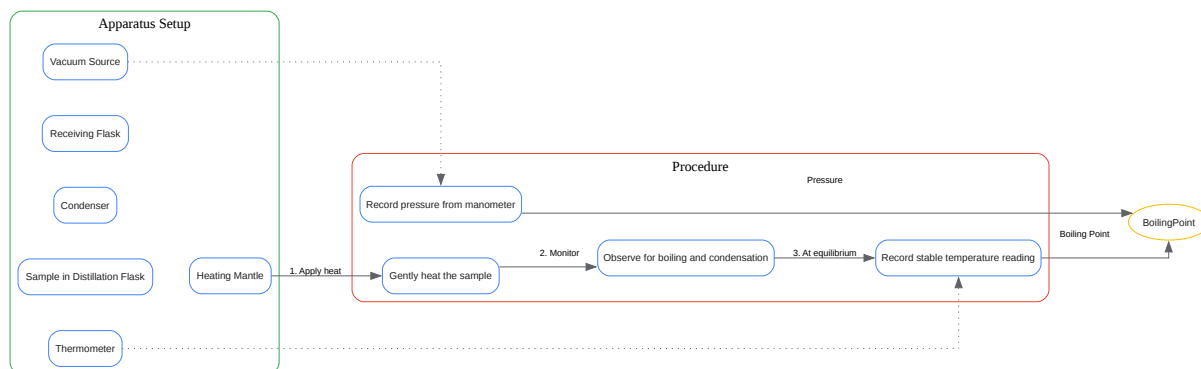 Apparatus Setup
Vacuum Source
Receiving Flask
Condenser
Sample in Distillation Flask
Heating Mantle
Thermometer
1. Apply heat
Procedure
Pressure
Record pressure from manometer
Gently heat the sample
2. Monitor
Observe for boiling and condensation
3. At equilibrium
Record stable temperature reading
Boiling Point
BoilingPoint